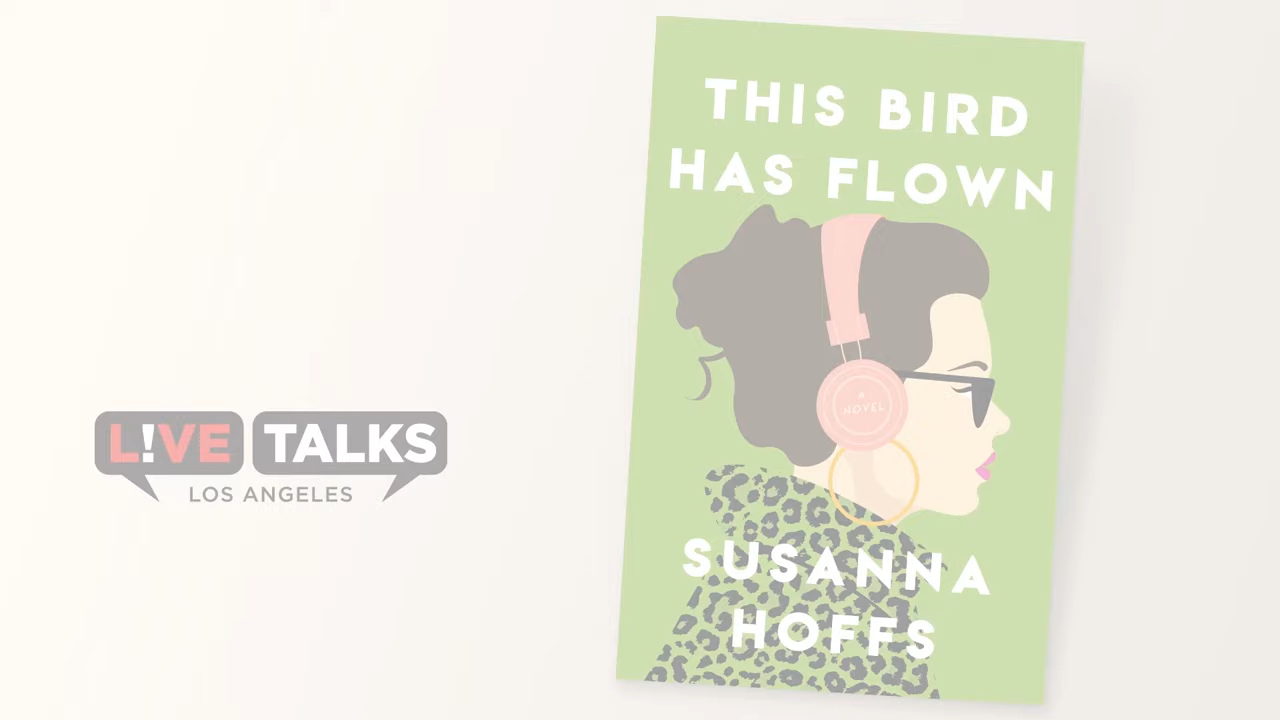 L!VE TALKS
LOS ANGELES
THIS BIRD
HAS FLOWN
A
NOVEL
SUSANNA
HOFFS